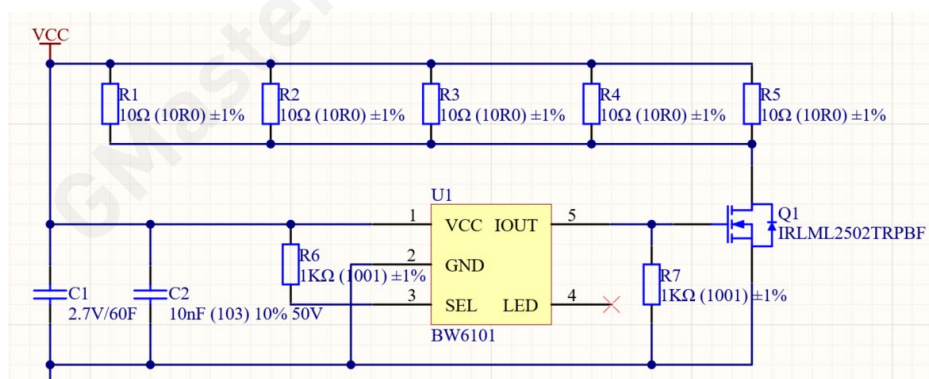 GMaster
VCC
R1
10Ω (10R0) ±1%
R2
10Ω (10R0) ±1%
R3
10Ω (10R0) ±1%
R4
10Ω (10R0) ±1%
R5
10Ω (10R0) ±1%
U1
1
VCC
IOUT
5
2
GND
3
SEL
LED
4
BW6101
Q1
IRLML2502TRPBF
R6
1KΩ (1001) ±1%
R7
1KΩ (1001) ±1%
C1
2.7V/60F
C2
10nF (103) 10% 50V